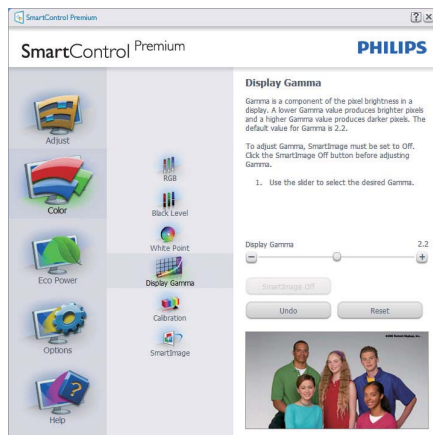 SmartControl Premium
? x
SmartControl Premium
PHILIPS
Adjust
Color
Eco Power
Options
Help
RGB
Black Level
White Point
Display Gamma
Calibration
SmartImage
Display Gamma
Gamma is a component of the pixel brightness in a
display. A lower Gamma value produces brighter pixels
and a higher Gamma value produces darker pixels. The
default value for Gamma is 2.2.
To adjust Gamma, SmartImage must be set to Off.
Click the SmartImage Off button before adjusting
Gamma.
1. Use the slider to select the desired Gamma.
Display Gamma 2.2
SmartImage Off
Undo Reset